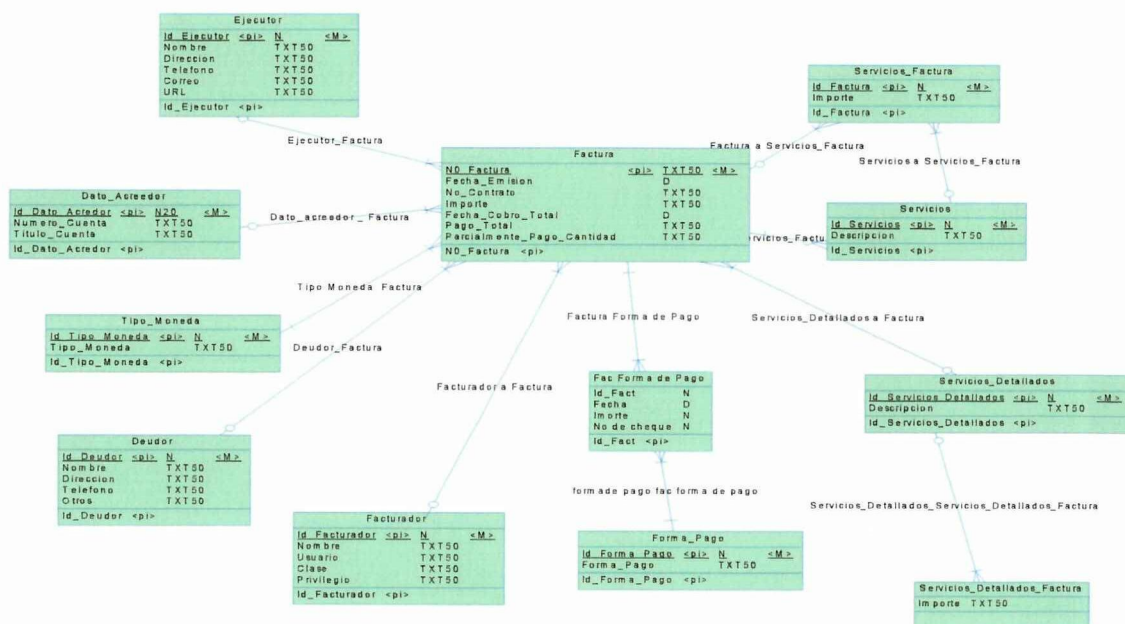 Ejecutor
Id_Ejecutor <pi> N <M>
Nombre TXT50
Direccion TXT50
Telefono TXT50
Correo TXT50
URL TXT50
Id_Ejecutor <pi>
Ejecutor_Factura
Servicios_Factura
Id_Factura <pi> N <M>
Importe TXT50
Id_Factura <pi>
Factura a Servicios_Factura
Servicios a Servicios_Factura
Factura
N0_Factura <pi> TXT50 <M>
Fecha_Emision D
No_Contrato TXT50
Importe TXT50
Fecha_Cobro_Total D
Pago_Total TXT50
Parcialmente_Pago_Cantidad TXT50
N0_Factura <pi>
Dato_Acreedor
Id_Dato_Acredor <pi> N20 <M>
Numero_Cuenta TXT50
Titulo_Cuenta TXT50
Id_Dato_Acredor <pi>
Dato_acreedor_Factura
Servicios
Id_Servicios <pi> N <M>
Descripcion TXT50
Id_Servicios <pi>
Tipo Moneda_Factura
Tipo_Moneda
Id_Tipo_Moneda <pi> N <M>
Tipo_Moneda TXT50
Id_Tipo_Moneda <pi>
Factura Forma de Pago
Servicios_Detallados a Factura
Deudor_Factura
Facturador a Factura
Fac Forma de Pago
Id_Fact N
Fecha D
Imorte N
No de cheque N
Id_Fact <pi>
Servicios_Detallados
Id_Servicios_Detallados <pi> N <M>
Descripcion TXT50
Id_Servicios_Detallados <pi>
Deudor
Id_Deudor <pi> N <M>
Nombre TXT50
Direccion TXT50
Telefono TXT50
Otros TXT50
Id_Deudor <pi>
formade pago fac forma de pago
Servicios_Detallados_Servicios_Detallados_Factura
Facturador
Id_Facturador <pi> N <M>
Nombre TXT50
Usuario TXT50
Clase TXT50
Privilegio TXT50
Id_Facturador <pi>
Forma_Pago
Id_Forma_Pago <pi> N <M>
Forma_Pago TXT50
Id_Forma_Pago <pi>
Servicios_Detallados_Factura
Importe TXT50